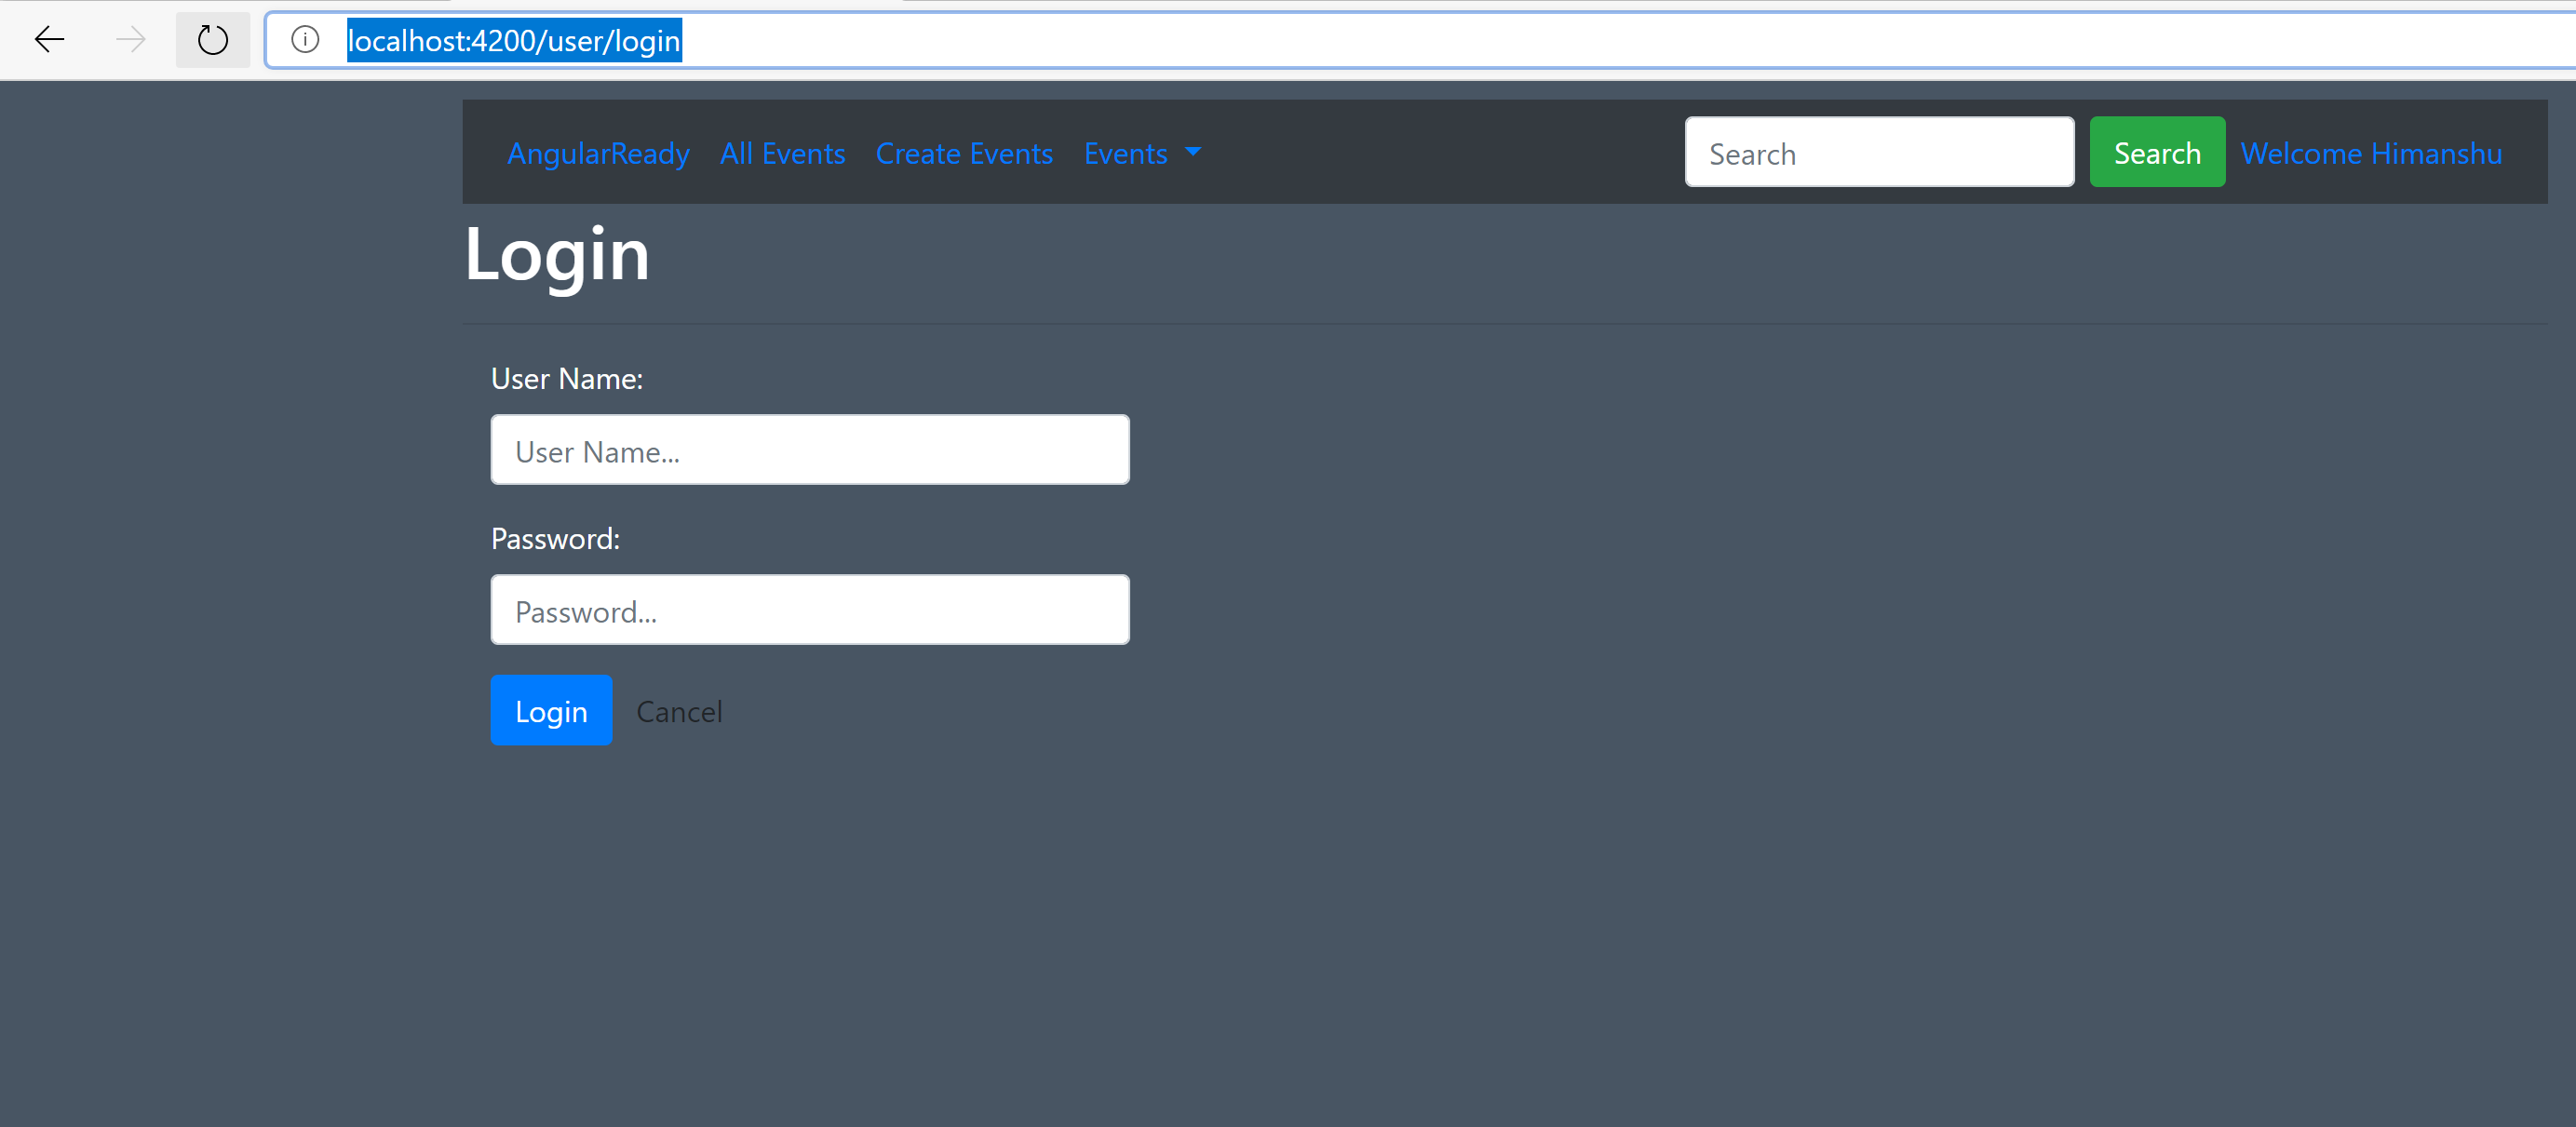 localhost:4200/user/login
AngularReady All Events Create Events Events Search Search Welcome Himanshu
Login
User Name:
User Name...
Password:
Password...
Login Cancel